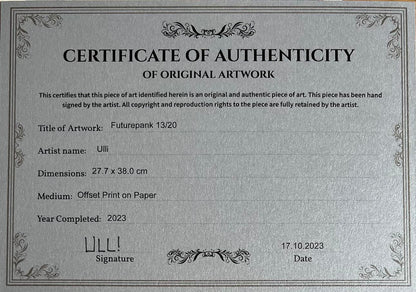 CERTIFICATE OF AUTHENTICITY
OF ORIGINAL ARTWORK
This certifies that this piece of art identified herein is an original and authentic piece of art. This piece has been hand
signed by the artist. All copyright and reproduction rights to the piece are fully retained by the artist.
Title of Artwork: Futurepank 13/20
Artist name: Ulli
Dimensions: 27.7 x 38.0 cm
Medium: Offset Print on Paper
Year Completed: 2023
ULL! 17.10.2023
Signature Date